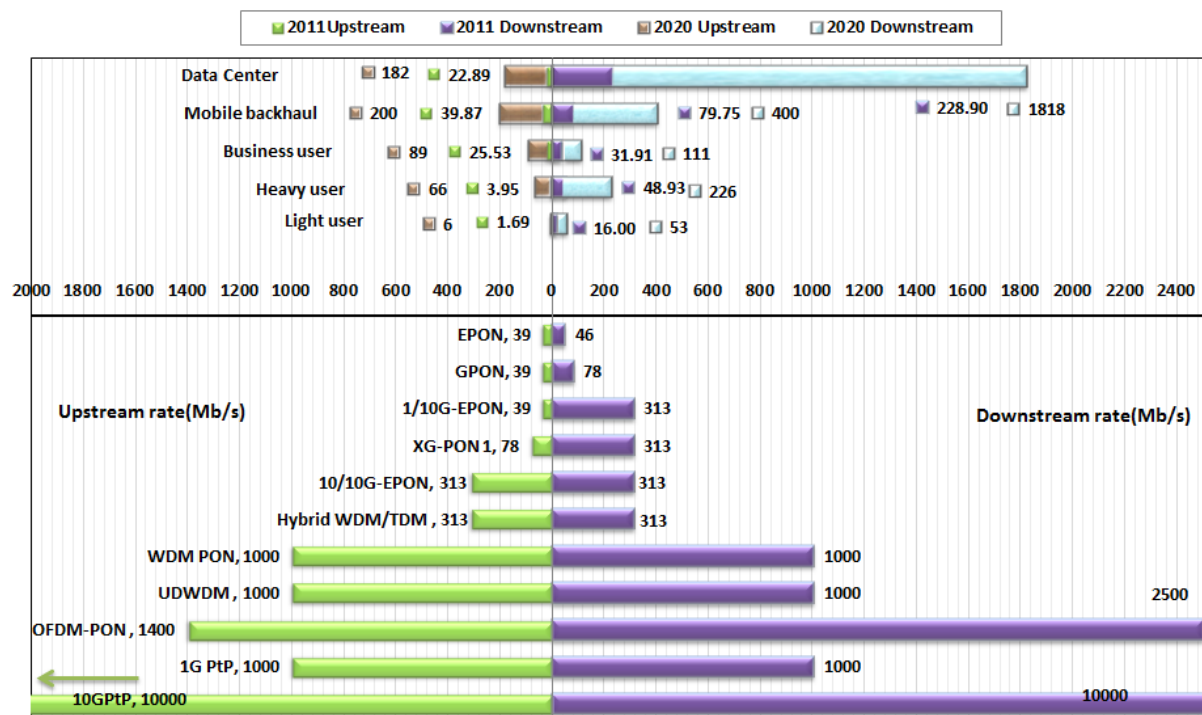 2011Upstream 2011 Downstream 2020 Upstream 2020 Downstream
Data Center 182 22.89
228.90 1818
Mobile backhaul 200 39.87 79.75 400
Business user 89 25.53 31.91 111
Heavy user 66 3.95 48.93 226
Light user 6 1.69 16.00 53
2000 1800 1600 1400 1200 1000 800 600 400 200 0 200 400 600 800 1000 1200 1400 1600 1800 2000 2200 2400
EPON, 39 46
GPON, 39 78
Upstream rate(Mb/s) Downstream rate(Mb/s)
1/10G-EPON, 39 313
XG-PON 1, 78 313
10/10G-EPON, 313 313
Hybrid WDM/TDM , 313 313
WDM PON, 1000 1000
UDWDM , 1000 1000
2500
OFDM-PON , 1400
1G PtP, 1000 1000
10GPtP, 10000 10000